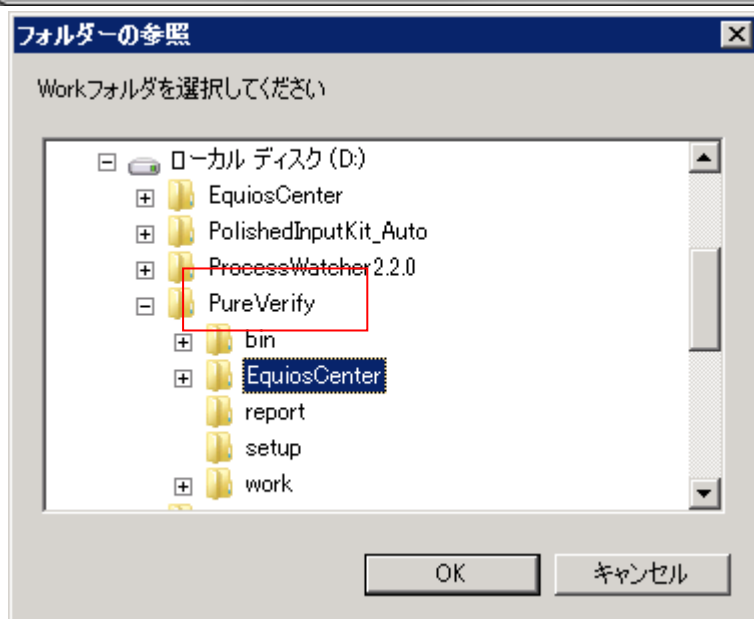 フォルダーの参照
Workフォルダを選択してください
ローカル ディスク (D:)
EquiosCenter
PolishedInputKit_Auto
ProcessWatcher2.2.0
PureVerify
bin
EquiosCenter
report
setup
work
OK
キャンセル